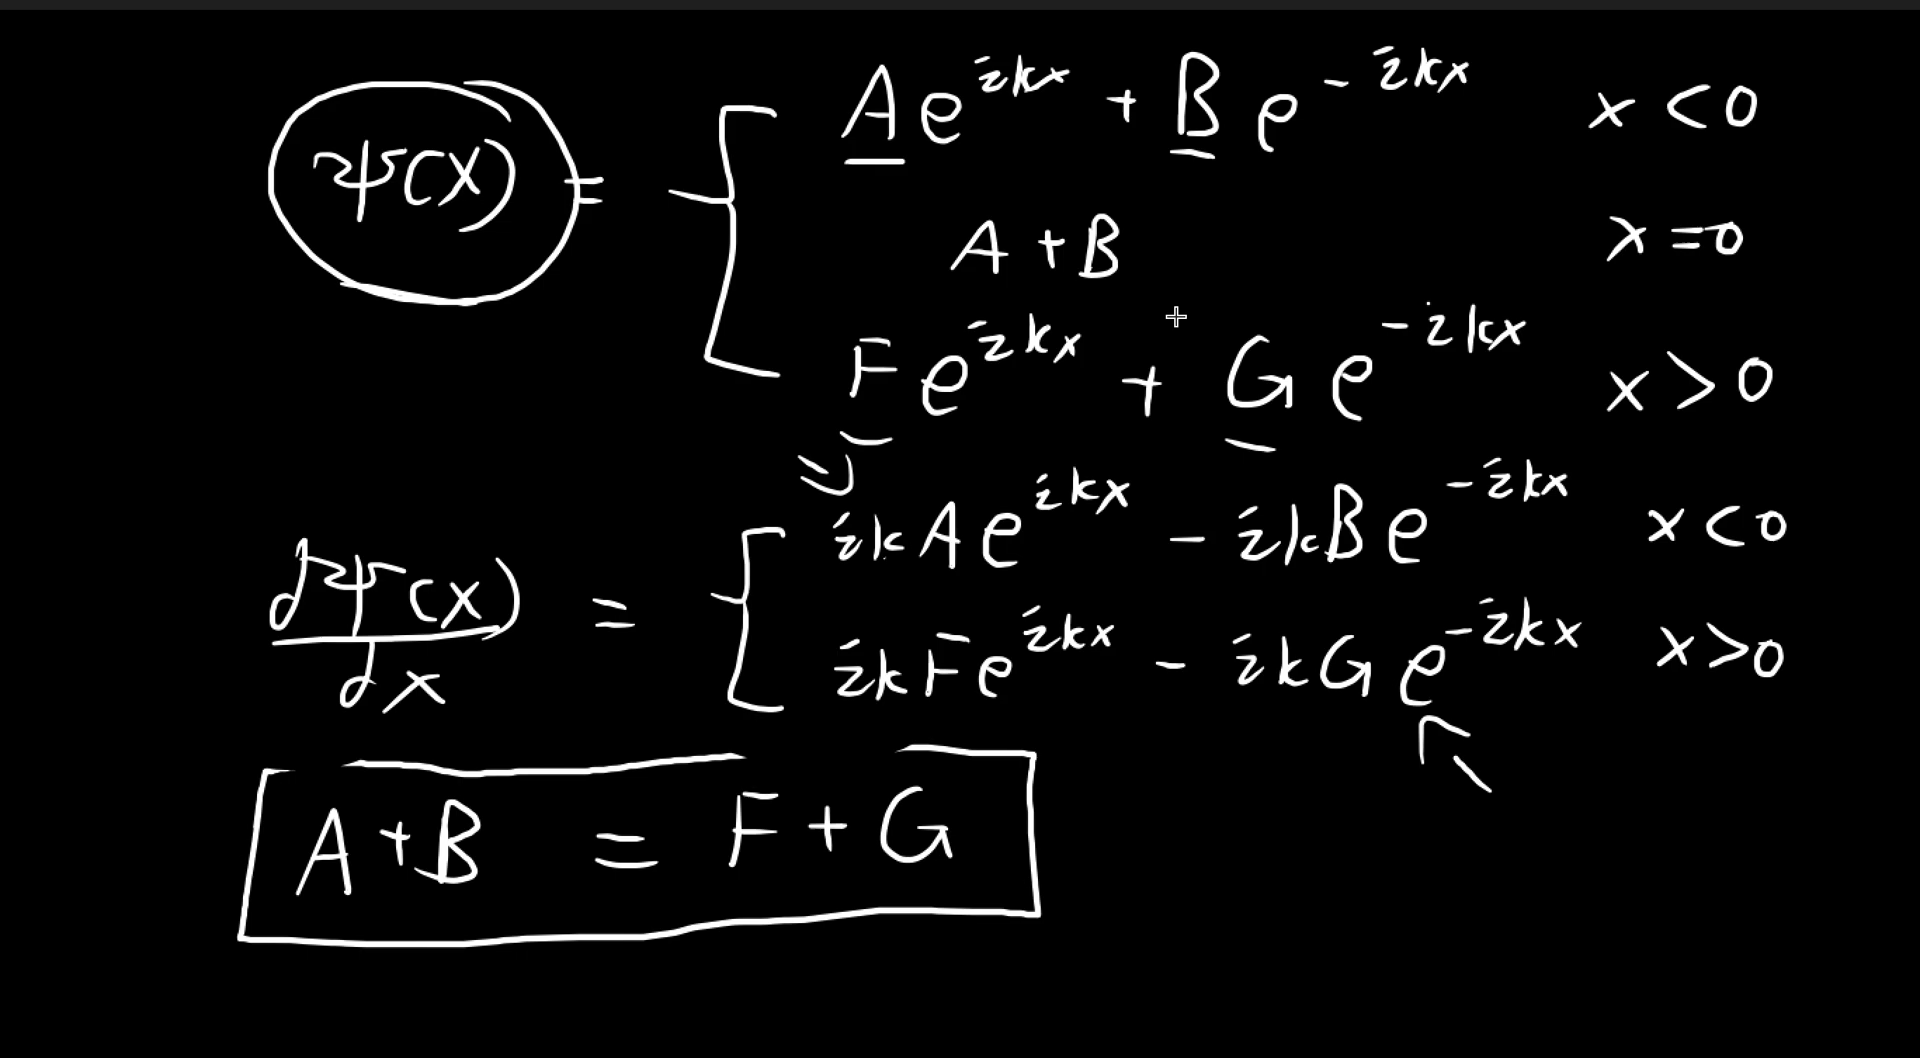 ψ(x) = { Ae^{ikx} + Be^{-ikx} x < 0
A + B x = 0
Fe^{ikx} + Ge^{-ikx} x > 0
dψ(x)/dx = { ikAe^{ikx} - ikBe^{-ikx} x < 0
ikFe^{ikx} - ikGe^{-ikx} x > 0
A + B = F + G